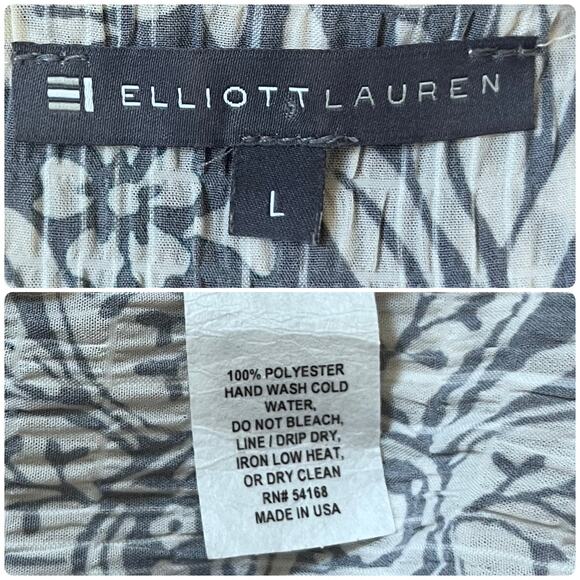 ELLIOTT LAUREN
L
100% POLYESTER
HAND WASH COLD
WATER,
DO NOT BLEACH,
LINE / DRIP DRY,
IRON LOW HEAT,
OR DRY CLEAN
RN# 54168
MADE IN USA